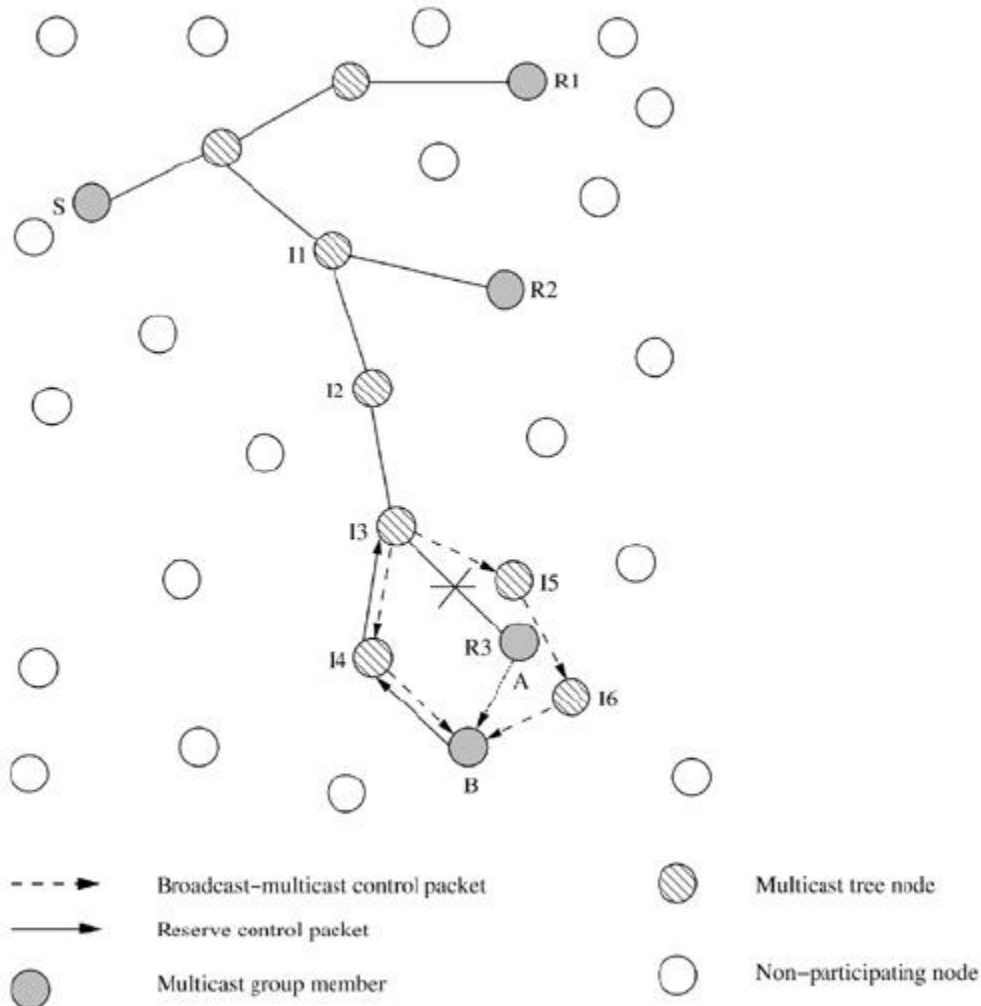 R1
S
I1
R2
I2
I3
I5
R3
I4
A
I6
B
Broadcast-multicast control packet
Multicast tree node
Reserve control packet
Multicast group member
Non-participating node